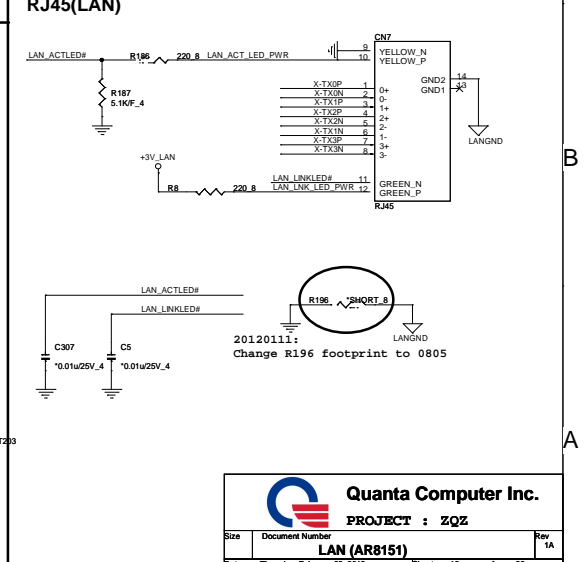 RJ45(LAN)
CN7
LAN_ACTLED# R186 220_8 LAN_ACT_LED_PWR 9 YELLOW_N
10 YELLOW_P
R187
5.1K/F_4
X-TX0P 1 0+
X-TX0N 2 0-
X-TX1P 3 1+
X-TX2P 4 2+
X-TX2N 5 2-
X-TX1N 6 1-
X-TX3P 7 3+
X-TX3N 8 3-
GND2 14
GND1 13
LANGND
+3V_LAN
LAN_LINKLED# 11 GREEN_N
R8 220_8 LAN_LNK_LED_PWR 12 GREEN_P
RJ45
B
LAN_ACTLED#
LAN_LINKLED#
C307
*0.01u/25V_4
C5
*0.01u/25V_4
R196 *SHORT_8
LANGND
20120111:
Change R196 footprint to 0805
A
Quanta Computer Inc.
PROJECT : ZQZ
Size Document Number Rev
LAN (AR8151) 1A